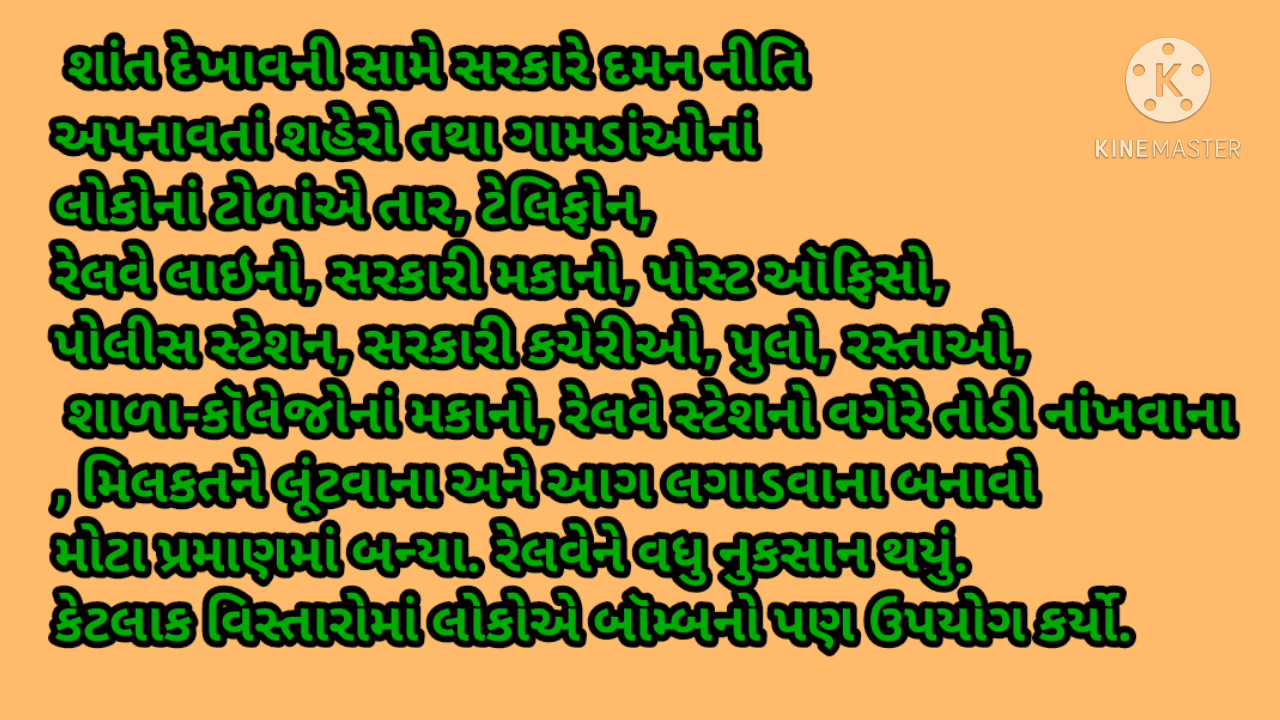 શાંત દેખાવની સામે સરકારે દમન નીતિ
અપનાવતાં શહેરો તથા ગામડાંઓનાં
લોકોનાં ટોળાંએ તાર, ટેલિફોન,
રેલવે લાઇનો, સરકારી મકાનો, પોસ્ટ ઑફિસો,
પોલીસ સ્ટેશન, સરકારી કચેરીઓ, પુલો, રસ્તાઓ,
શાળા-કૉલેજોનાં મકાનો, રેલવે સ્ટેશનો વગેરે તોડી નાંખવાના
, મિલકતને લૂંટવાના અને આગ લગાડવાના બનાવો
મોટા પ્રમાણમાં બન્યા. રેલવેને વધુ નુકસાન થયું.
કેટલાક વિસ્તારોમાં લોકોએ બૉમ્બનો પણ ઉપયોગ કર્યો.
K
KINEMASTER